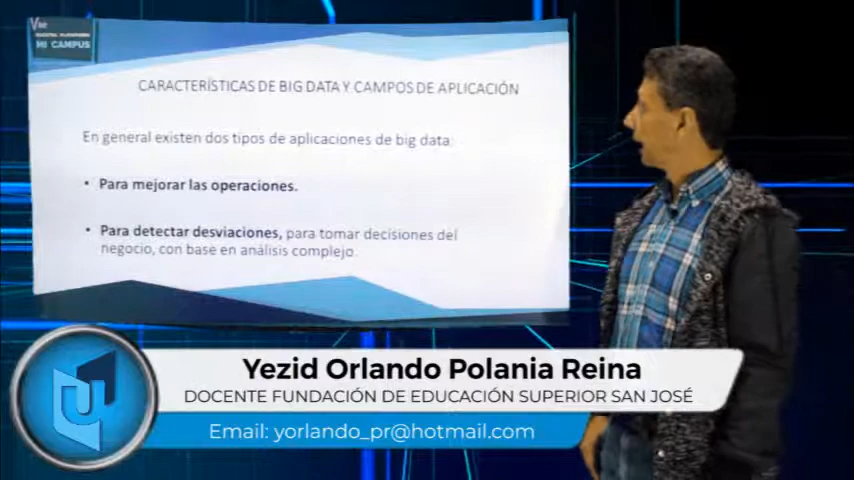 MI CAMPUS
CARACTERÍSTICAS DE BIG DATA Y CAMPOS DE APLICACIÓN
En general existen dos tipos de aplicaciones de big data:
• Para mejorar las operaciones.
• Para detectar desviaciones, para tomar decisiones del
negocio, con base en análisis complejo.
Yezid Orlando Polania Reina
DOCENTE FUNDACIÓN DE EDUCACIÓN SUPERIOR SAN JOSÉ
Email: yorlando_pr@hotmail.com